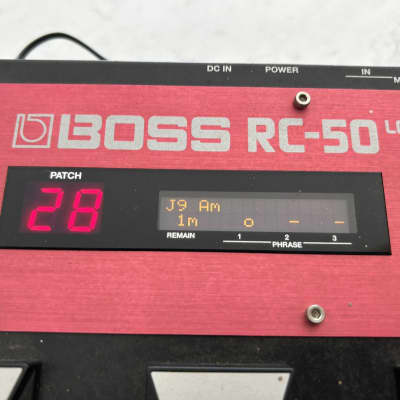 DC IN POWER IN
BOSS RC-50
PATCH
28
J9 Am
1m o – –
REMAIN 1 2 3
PHRASE